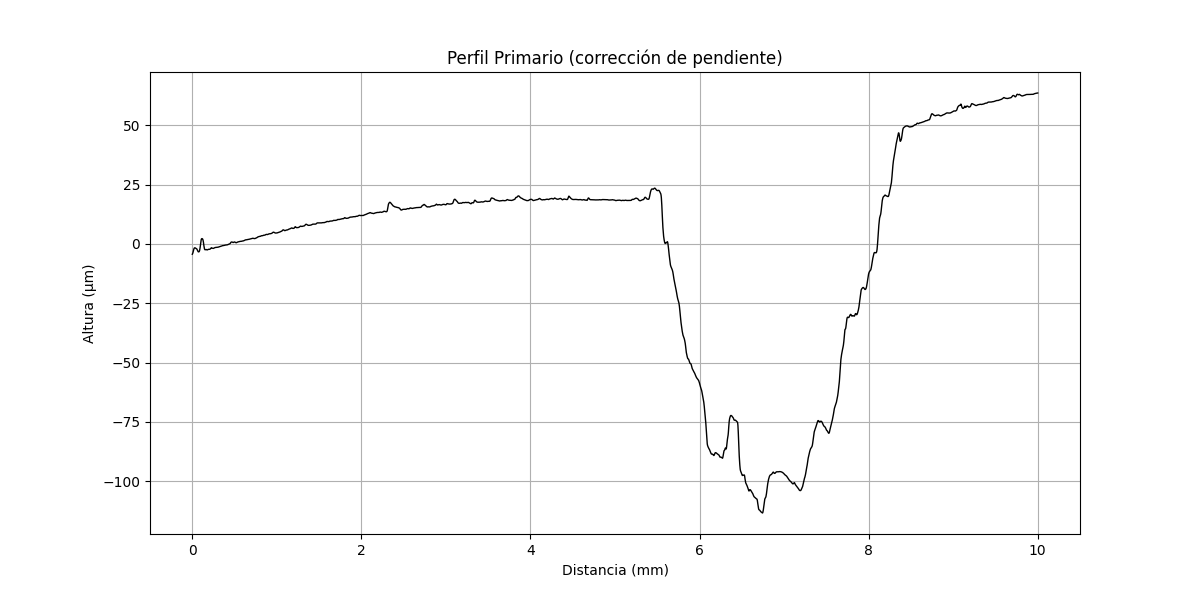 Perfil Primario (corrección de pendiente)
Altura (µm)
50
25
0
−25
−50
−75
−100
0 2 4 6 8 10
Distancia (mm)